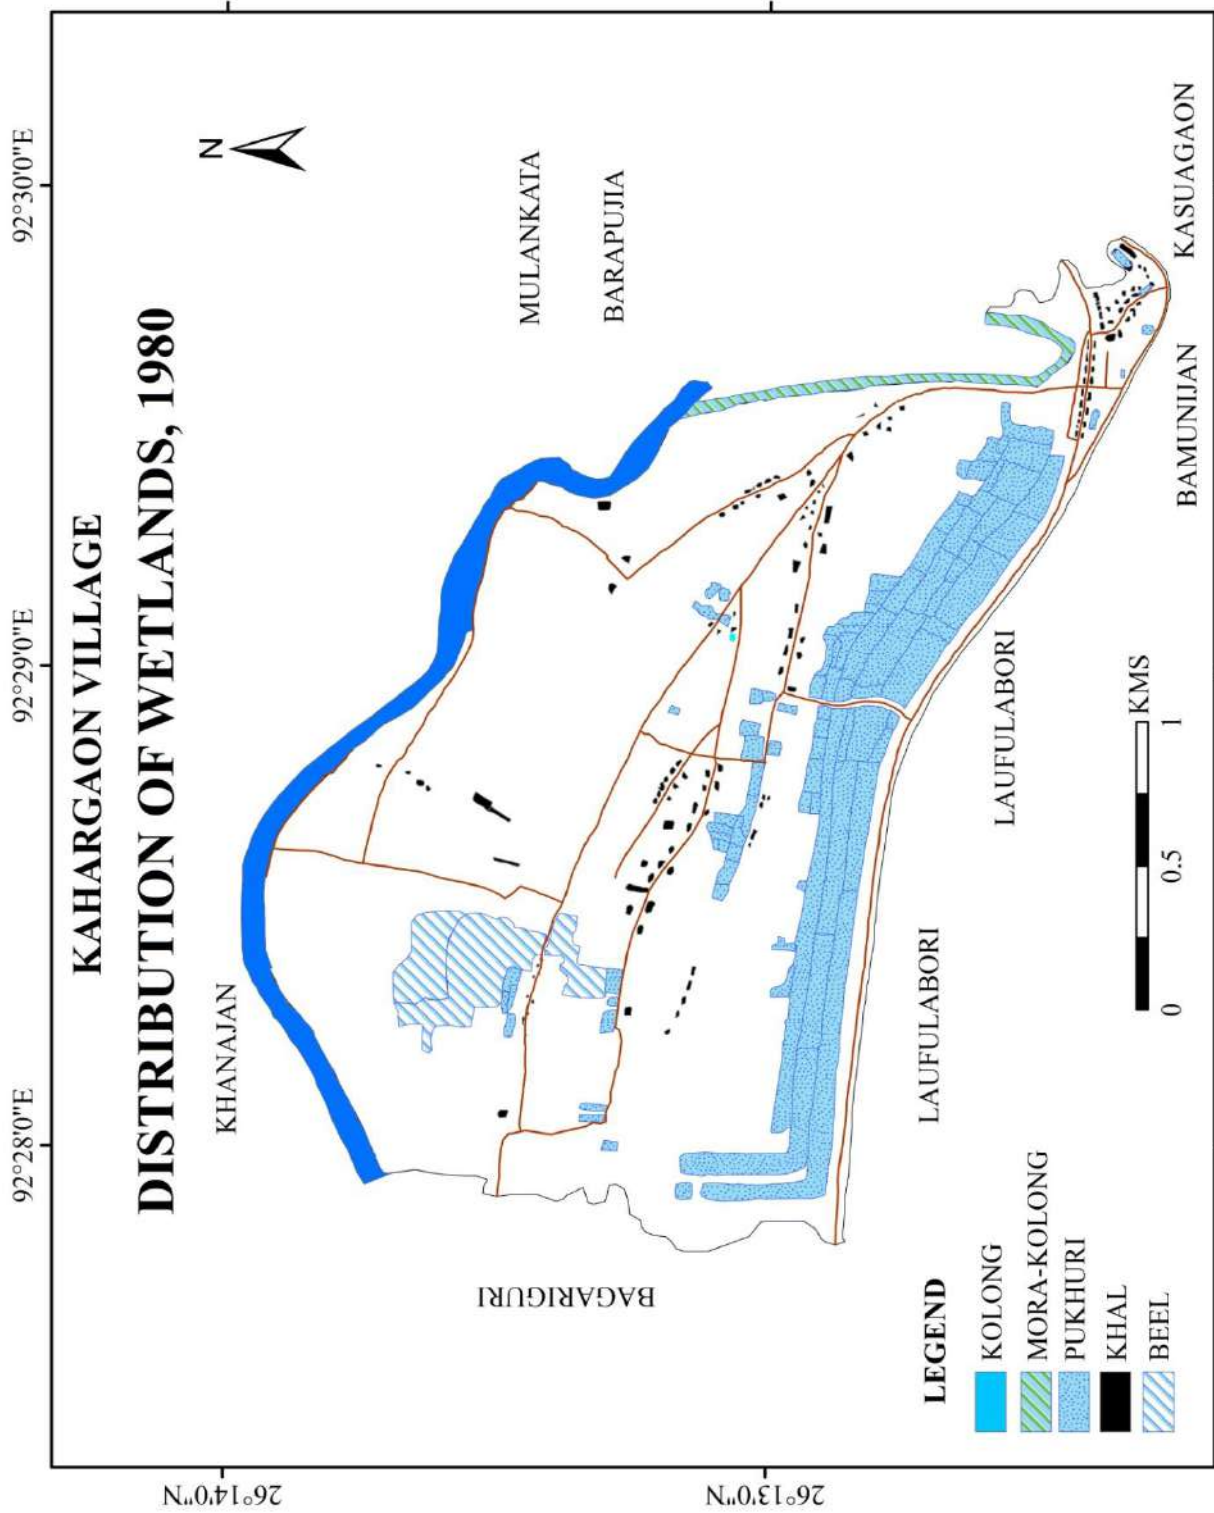 KAHARGAON VILLAGE
DISTRIBUTION OF WETLANDS, 1980
92°28'0"E
92°29'0"E
92°30'0"E
26°14'0"N
26°13'0"N
N
KHANAJAN
MULANKATA
BARAPUJIA
BAGARIGURI
LAUFULABORI
LAUFULABORI
BAMUNIJAN
KASUAGAON
LEGEND
KOLONG
MORA-KOLONG
PUKHURI
KHAL
BEEL
0 0.5 1
KMS